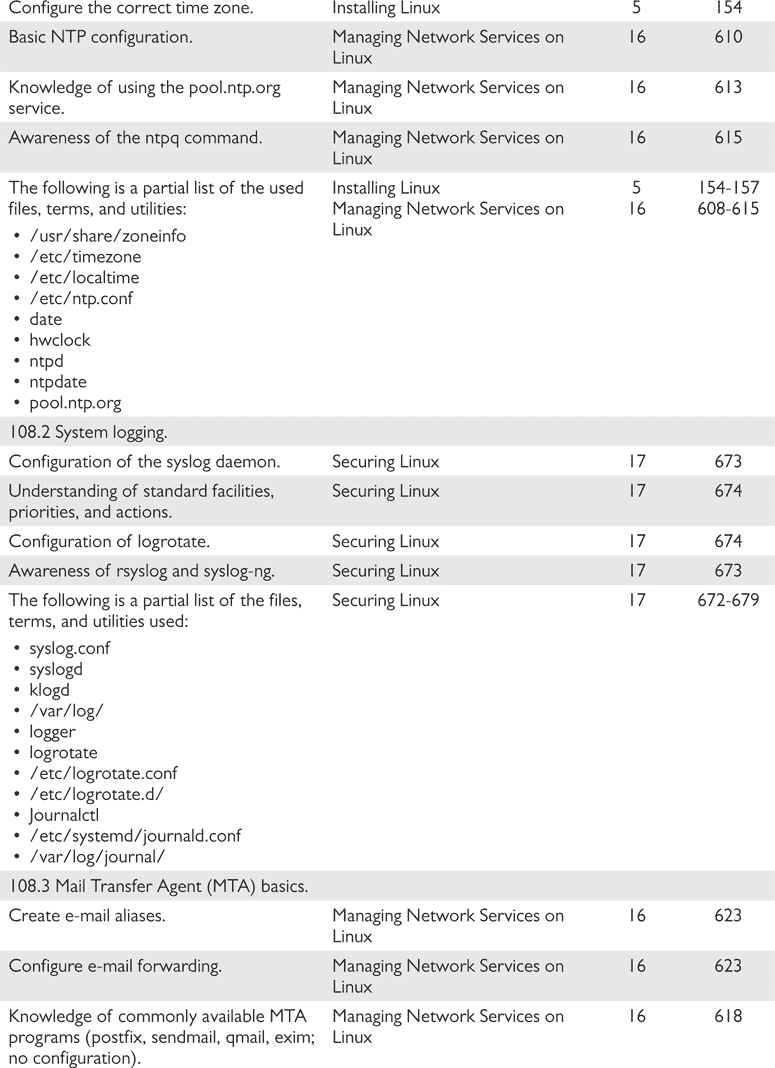 Configure the correct time zone. Installing Linux 5 154
Basic NTP configuration. Managing Network Services on 16 610
Linux
Knowledge of using the pool.ntp.org Managing Network Services on 16 613
service. Linux
Awareness of the ntpq command. Managing Network Services on 16 615
Linux
The following is a partial list of the used Installing Linux 5 154-157
files, terms, and utilities: Managing Network Services on 16 608-615
Linux
• /usr/share/zoneinfo
• /etc/timezone
• /etc/localtime
• /etc/ntp.conf
• date
• hwclock
• ntpd
• ntpdate
• pool.ntp.org
108.2 System logging.
Configuration of the syslog daemon. Securing Linux 17 673
Understanding of standard facilities, Securing Linux 17 674
priorities, and actions.
Configuration of logrotate. Securing Linux 17 674
Awareness of rsyslog and syslog-ng. Securing Linux 17 673
The following is a partial list of the files, Securing Linux 17 672-679
terms, and utilities used:
• syslog.conf
• syslogd
• klogd
• /var/log/
• logger
• logrotate
• /etc/logrotate.conf
• /etc/logrotate.d/
• Journalctl
• /etc/systemd/journald.conf
• /var/log/journal/
108.3 Mail Transfer Agent (MTA) basics.
Create e-mail aliases. Managing Network Services on 16 623
Linux
Configure e-mail forwarding. Managing Network Services on 16 623
Linux
Knowledge of commonly available MTA Managing Network Services on 16 618
programs (postfix, sendmail, qmail, exim; Linux
no configuration).